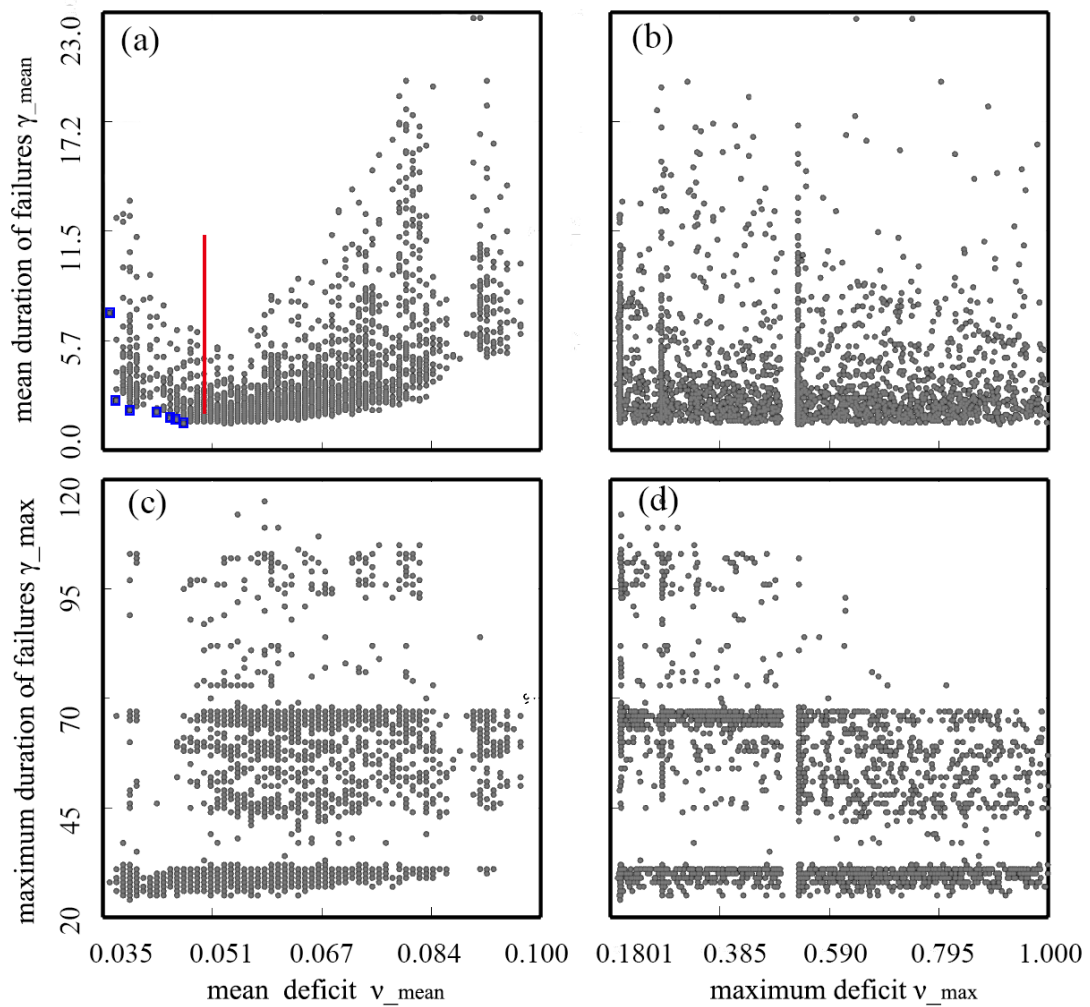 (a)
(b)
mean duration of failures γ_mean
23.0
17.2
11.5
5.7
0.0
(c)
(d)
maximum duration of failures γ_max
120
95
70
45
20
0.035 0.051 0.067 0.084 0.100
0.1801 0.385 0.590 0.795 1.000
mean deficit ν_mean
maximum deficit ν_max